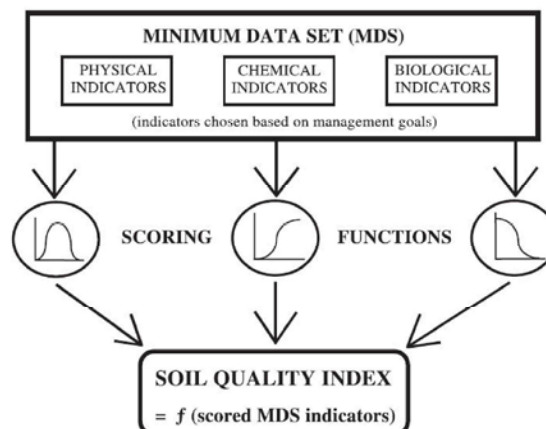 MINIMUM DATA SET (MDS)
PHYSICAL
INDICATORS
CHEMICAL
INDICATORS
BIOLOGICAL
INDICATORS
(indicators chosen based on management goals)
SCORING
FUNCTIONS
SOIL QUALITY INDEX
= f (scored MDS indicators)